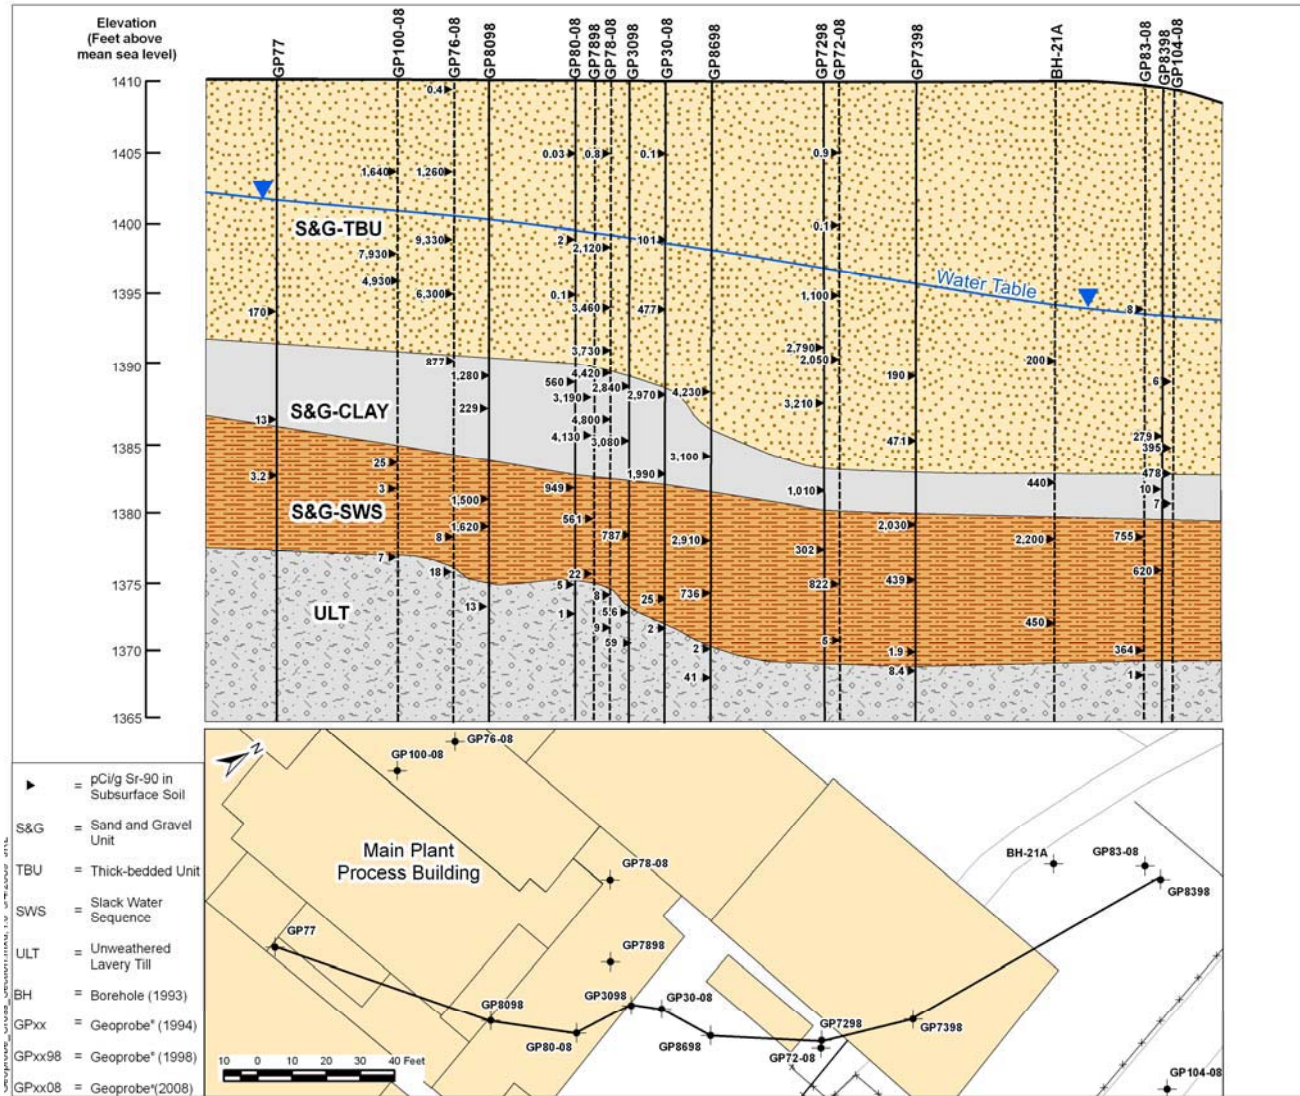 Elevation
(Feet above
mean sea level)
GP77
GP100-08
GP76-08
GP8098
GP80-08
GP7898
GP78-08
GP3098
GP30-08
GP8698
GP7298
GP72-08
GP7398
BH-21A
GP83-08
GP8398
GP104-08
1410
1405
1400
1395
1390
1385
1380
1375
1370
1365
0.4
0.03 0.8 0.1 0.9
1,640 1,260
0.1
S&G-TBU
9,330 2 2,120 101
7,930
4,930 6,300 0.1 1,100
Water Table
170 3,460 477 8
3,730 2,790
877 2,050 200
1,280 560 4,420 2,840 2,970 4,230 190 6
3,190 3,210
S&G-CLAY
229
13 4,800
4,130 3,080 471 279
395
3,100
25 1,990 478
3.2 440
3 949 1,010 10
1,500 7
S&G-SWS
561
1,620 787 2,030
8 2,910 2,200 755
302
7
18 22 620
5 822 439
8 25 736
13 1 5.6
ULT
9 2 450
59 5
2 1.9 364
41 8.4 1
N
GP76-08
GP100-08
Main Plant
Process Building
GP78-08
BH-21A
GP83-08
GP8398
GP77
GP7898
GP8098
GP3098
GP30-08
GP80-08
GP8698
GP7298
GP72-08
GP7398
GP104-08
10 0 10 20 30 40 Feet
► = pCi/g Sr-90 in
Subsurface Soil
S&G = Sand and Gravel
Unit
TBU = Thick-bedded Unit
SWS = Slack Water
Sequence
ULT = Unweathered
Lavery Till
BH = Borehole (1993)
GPxx = Geoprobe® (1994)
GPxx98 = Geoprobe® (1998)
GPxx08 = Geoprobe®(2008)